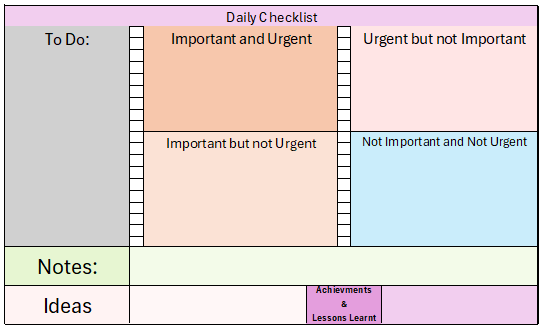 Daily Checklist
To Do:
Important and Urgent
Urgent but not Important
Important but not Urgent
Not Important and Not Urgent
Notes:
Ideas
Achievments
&
Lessons Learnt